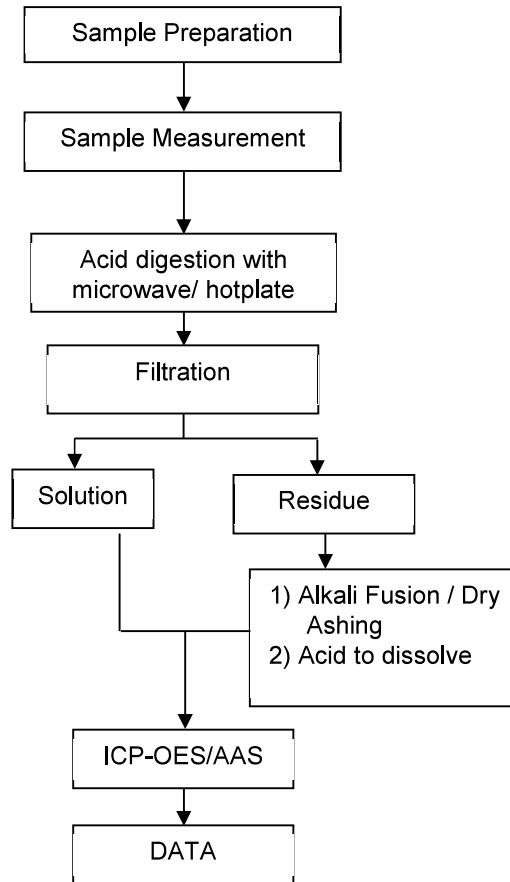 Sample Preparation
Sample Measurement
Acid digestion with
microwave/ hotplate
Filtration
Solution
Residue
1) Alkali Fusion / Dry
Ashing
2) Acid to dissolve
ICP-OES/AAS
DATA